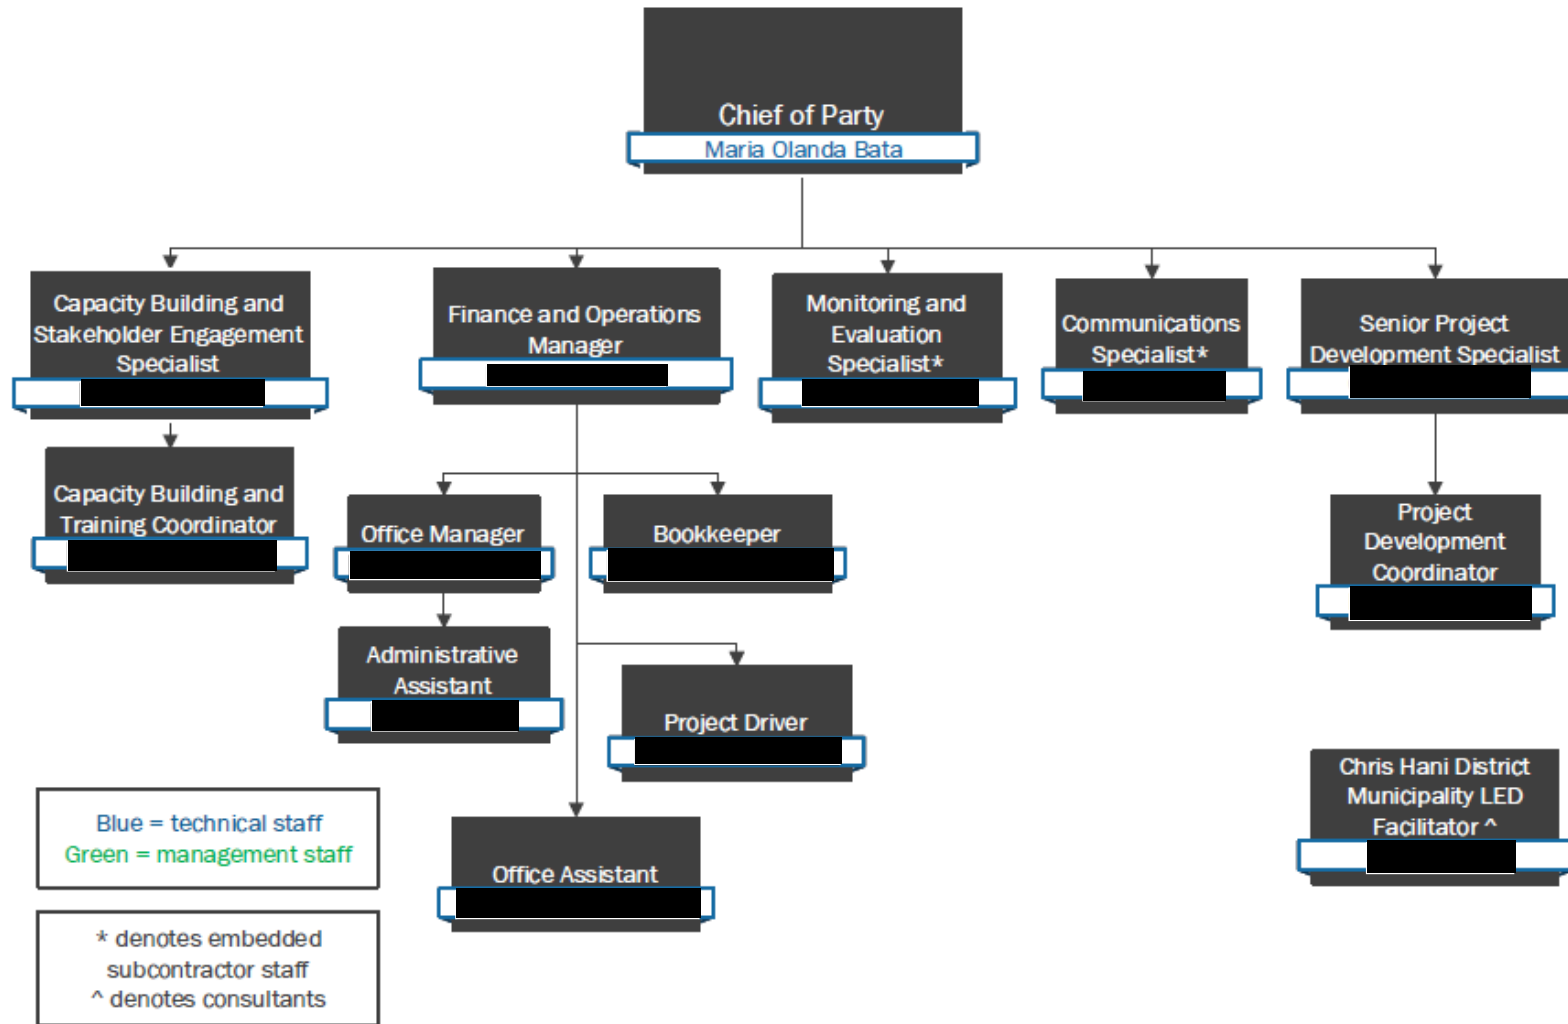 Chief of Party
Maria Olanda Bata
Capacity Building and
Stakeholder Engagement
Specialist
Finance and Operations
Manager
Monitoring and
Evaluation
Specialist*
Communications
Specialist*
Senior Project
Development Specialist
Capacity Building and
Training Coordinator
Office Manager
Bookkeeper
Project
Development
Coordinator
Administrative
Assistant
Project Driver
Chris Hani District
Municipality LED
Facilitator ^
Office Assistant
Blue = technical staff
Green = management staff
* denotes embedded
subcontractor staff
^ denotes consultants